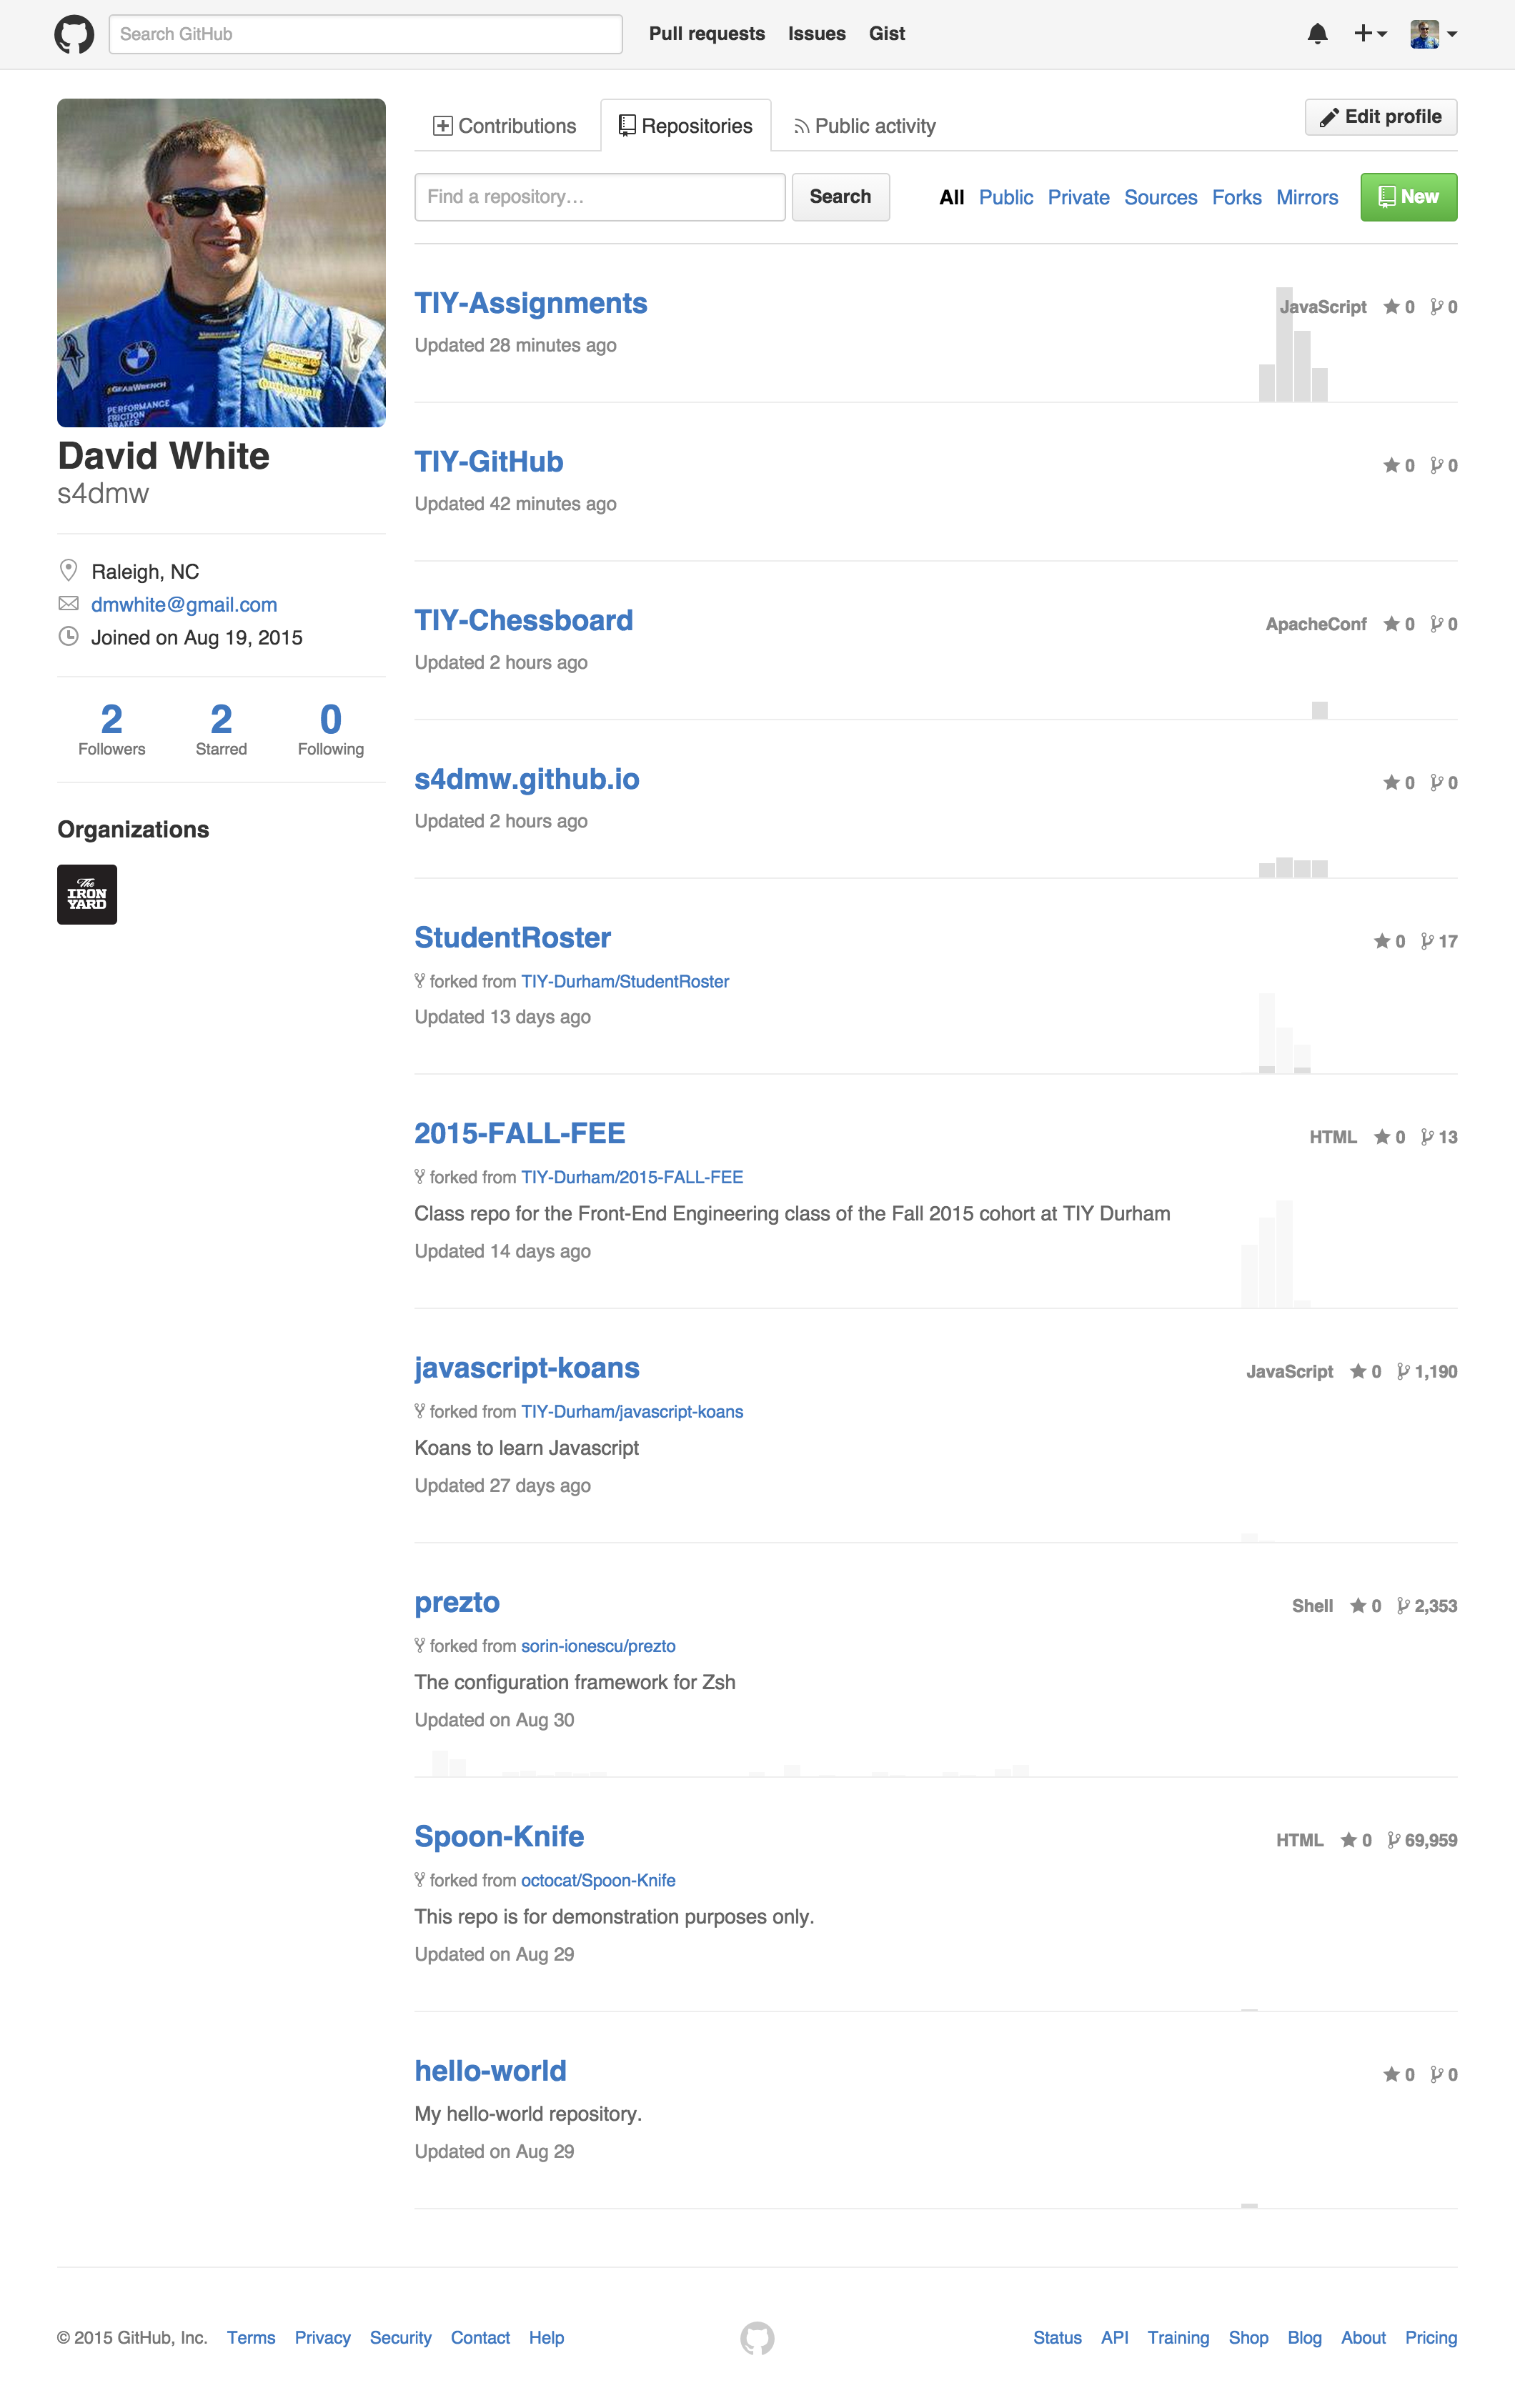 Search GitHub
Pull requests Issues Gist
Contributions Repositories Public activity
Edit profile
Find a repository…
Search
All Public Private Sources Forks Mirrors
New
GEARWRENCH
PERFORMANCE
FRICTION
BRAKES
David White
s4dmw
Raleigh, NC
dmwhite@gmail.com
Joined on Aug 19, 2015
2 2 0
Followers Starred Following
Organizations
The
IRON
YARD
TIY-Assignments
JavaScript 0 0
Updated 28 minutes ago
TIY-GitHub
0 0
Updated 42 minutes ago
TIY-Chessboard
ApacheConf 0 0
Updated 2 hours ago
s4dmw.github.io
0 0
Updated 2 hours ago
StudentRoster
0 17
forked from TIY-Durham/StudentRoster
Updated 13 days ago
2015-FALL-FEE
HTML 0 13
forked from TIY-Durham/2015-FALL-FEE
Class repo for the Front-End Engineering class of the Fall 2015 cohort at TIY Durham
Updated 14 days ago
javascript-koans
JavaScript 0 1,190
forked from TIY-Durham/javascript-koans
Koans to learn Javascript
Updated 27 days ago
prezto
Shell 0 2,353
forked from sorin-ionescu/prezto
The configuration framework for Zsh
Updated on Aug 30
Spoon-Knife
HTML 0 69,959
forked from octocat/Spoon-Knife
This repo is for demonstration purposes only.
Updated on Aug 29
hello-world
0 0
My hello-world repository.
Updated on Aug 29
© 2015 GitHub, Inc. Terms Privacy Security Contact Help
Status API Training Shop Blog About Pricing